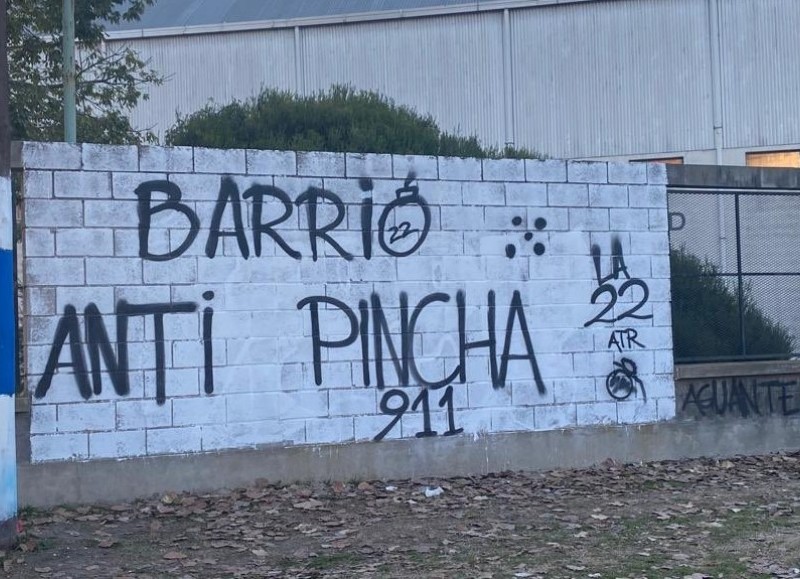 BARRiO
22
ANTi PINCHA
911
LA
22
ATR
AGUANTE